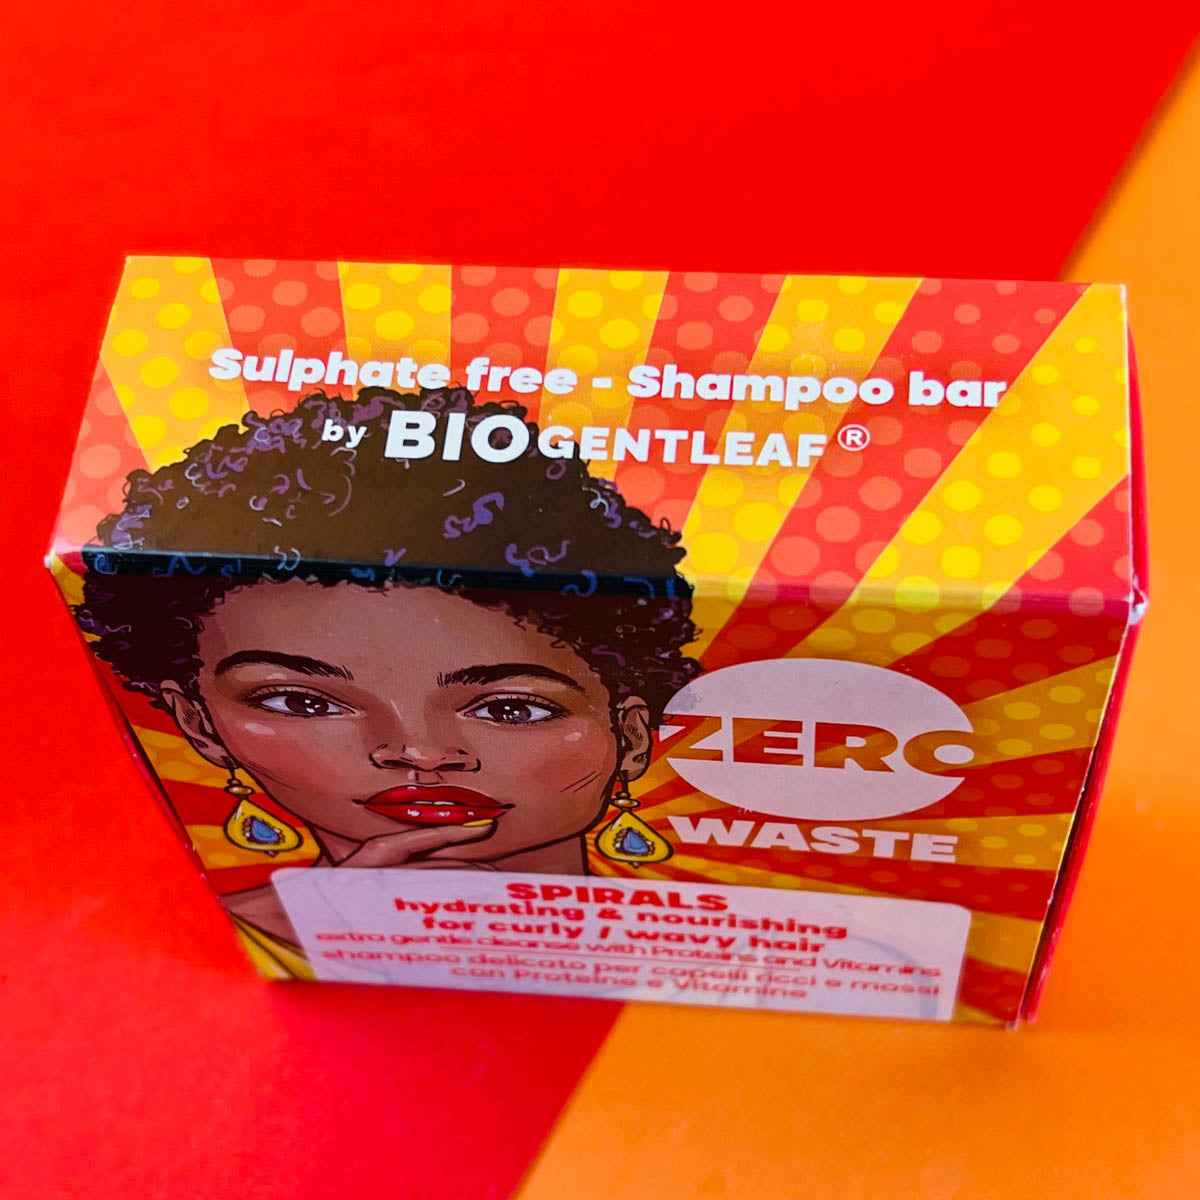 Sulphate free - Shampoo bar
by BIOGENTLEAF®
ZERO
WASTE
SPIRALS
hydrating & nourishing
for curly / wavy hair
extra gentle cleanse with Proteins and Vitamins
shampoo delicato per capelli ricci e mossi
con Proteine e Vitamine